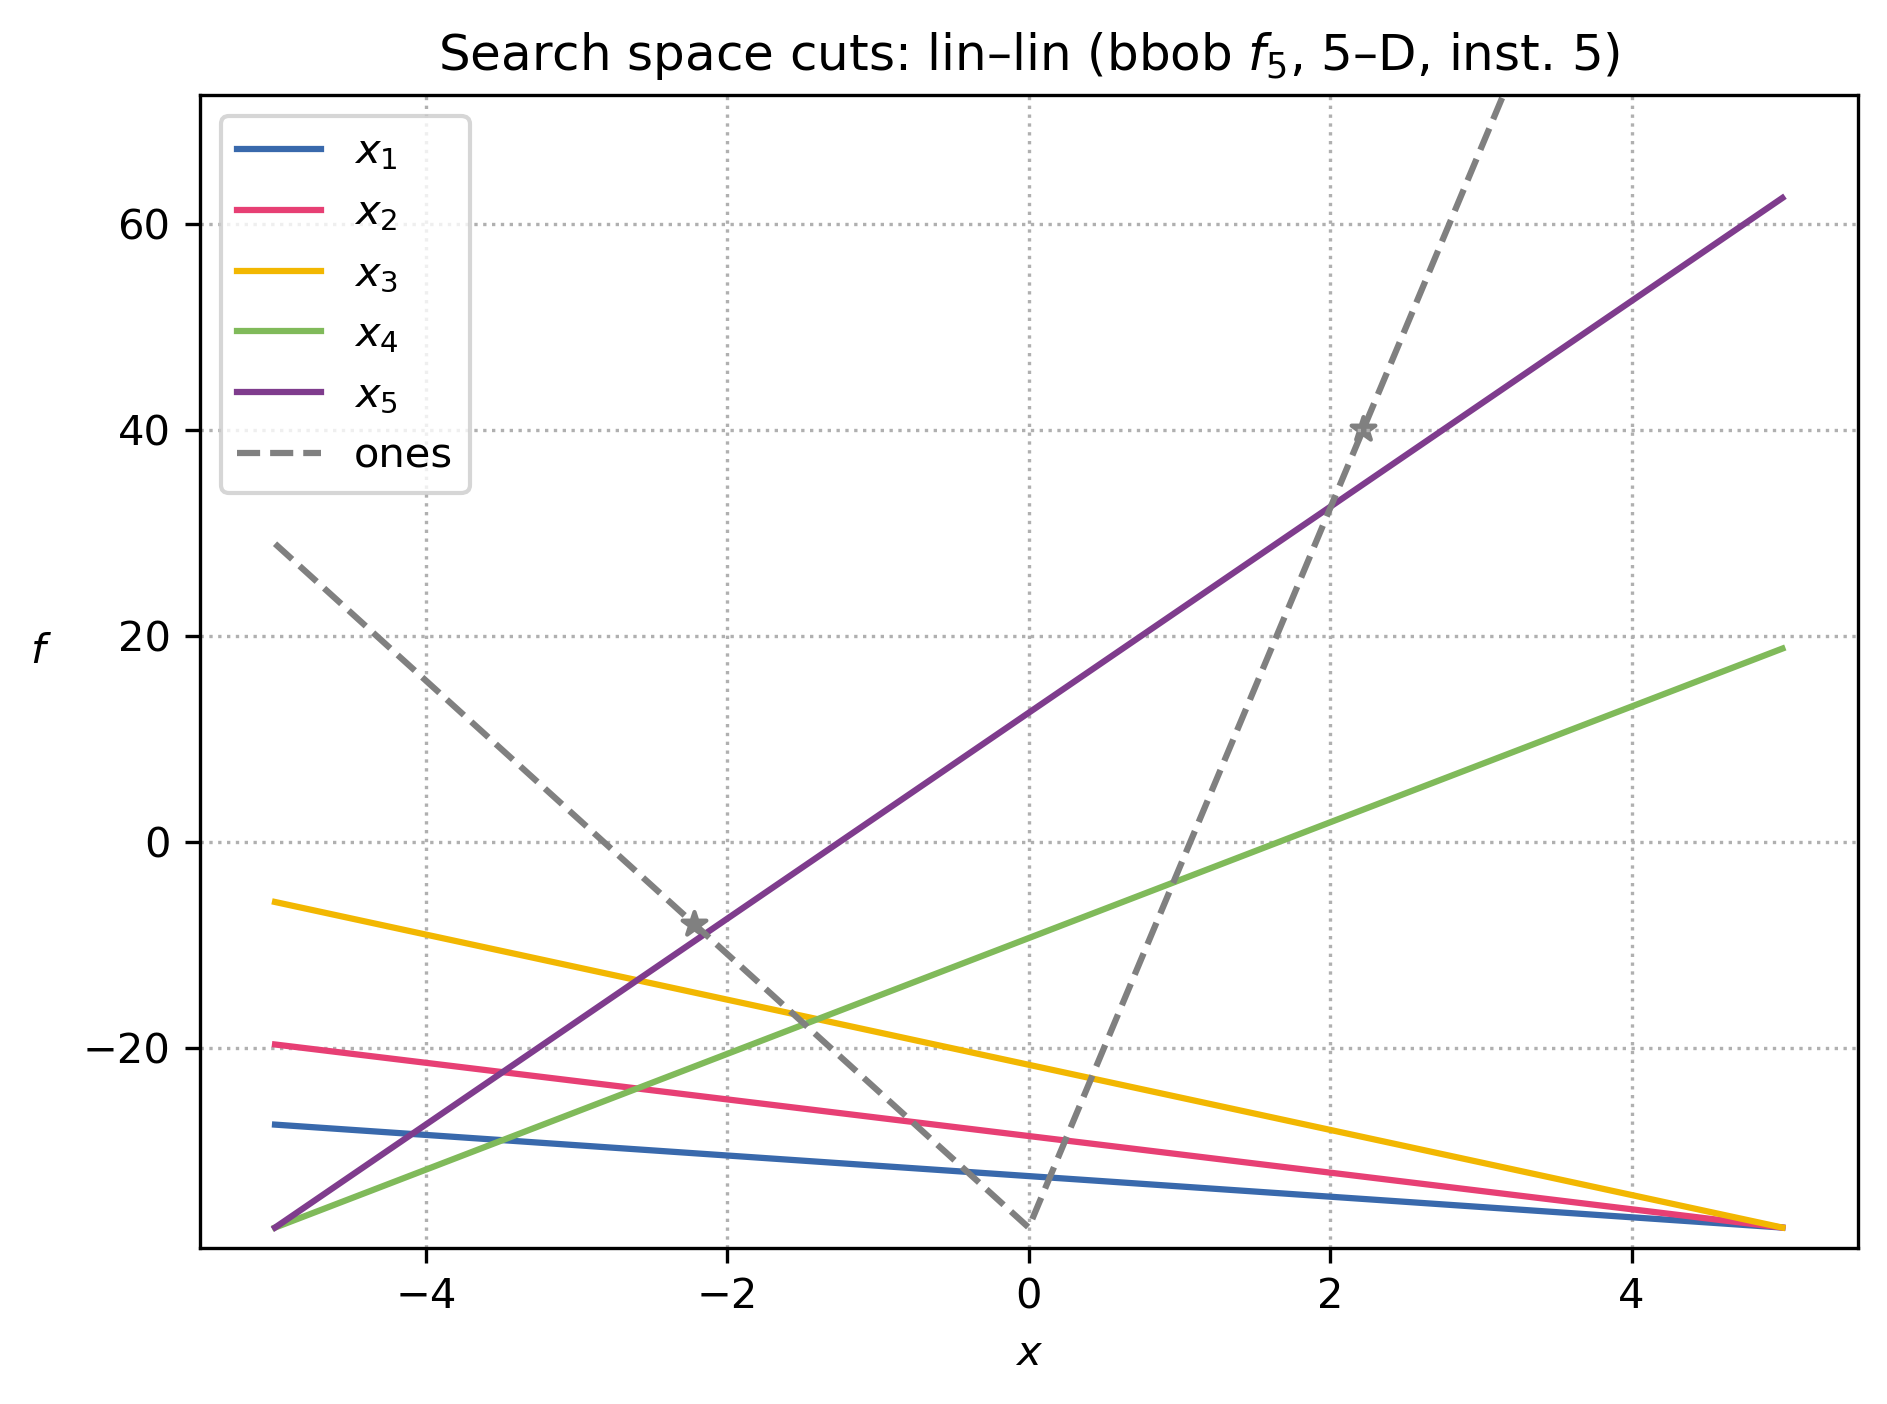 Search space cuts: lin–lin (bbob f₅, 5–D, inst. 5)
x₁
x₂
x₃
x₄
x₅
ones
60
40
20
0
−20
f
−4 −2 0 2 4
x